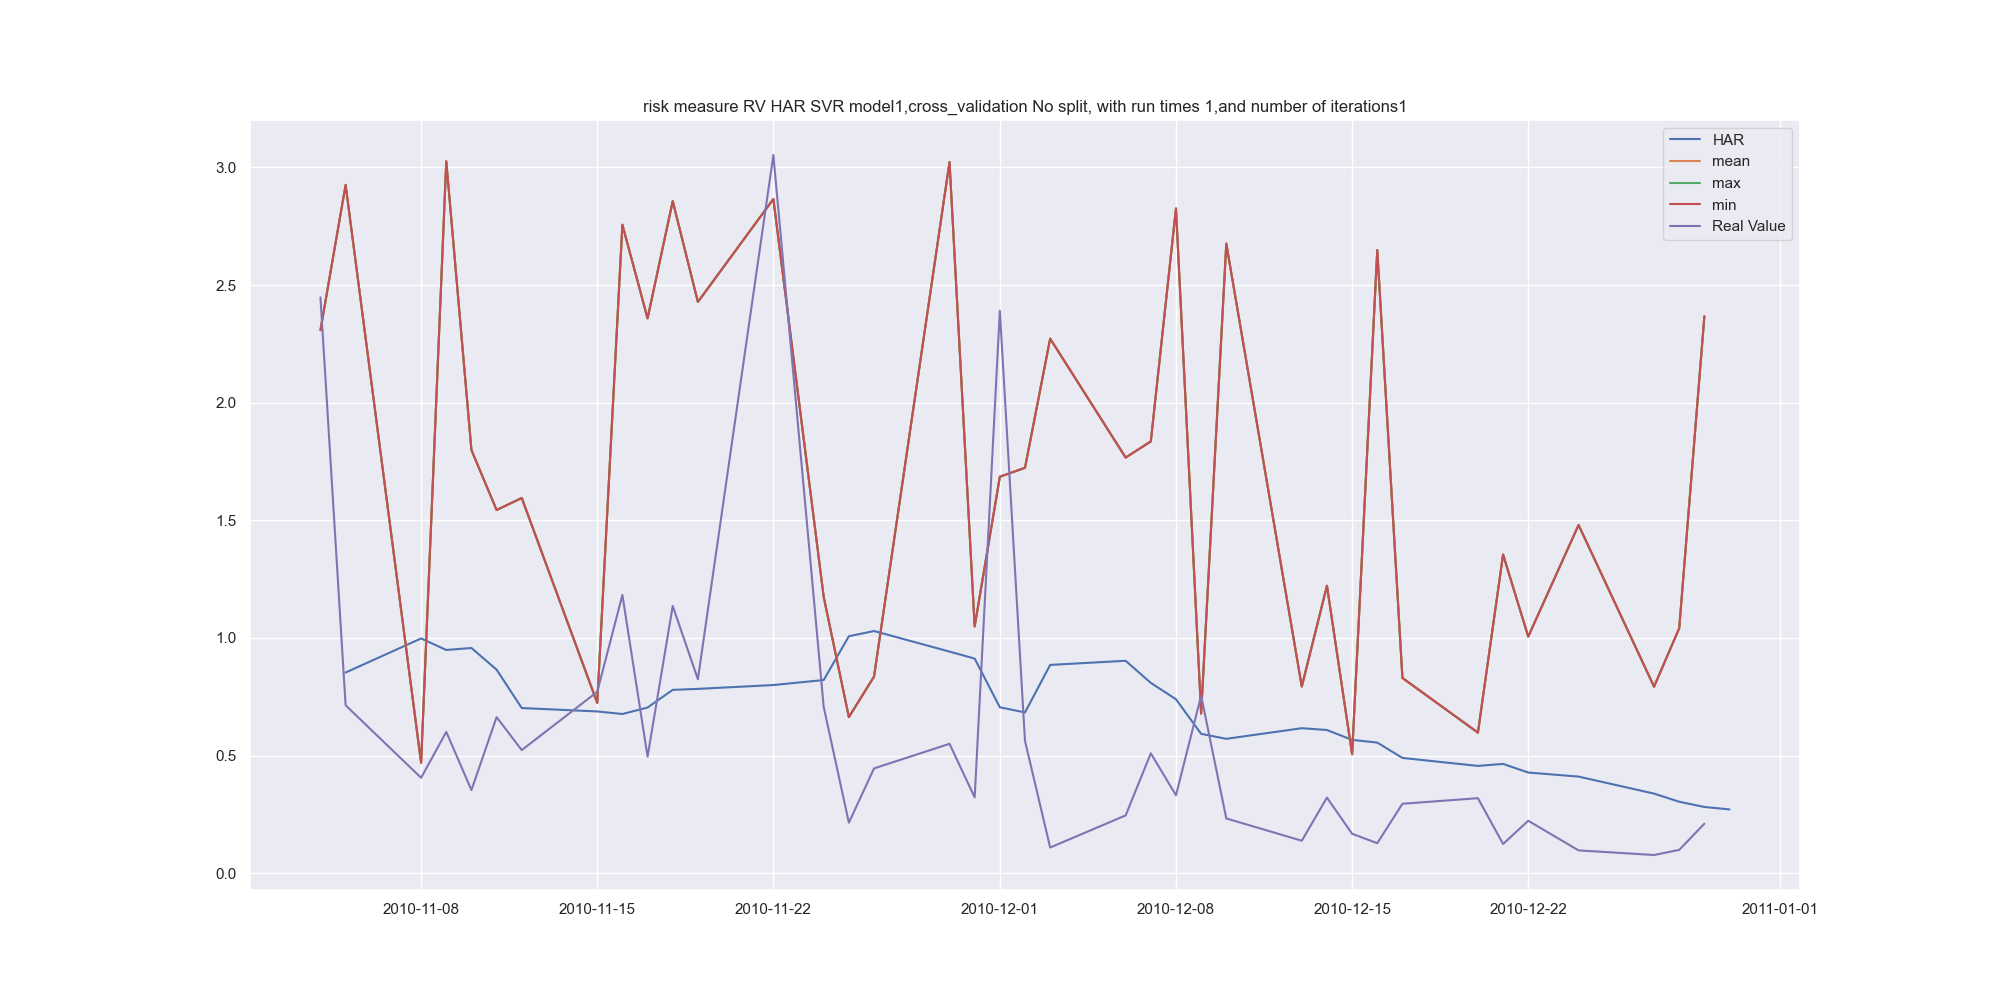 risk measure RV HAR SVR model1,cross_validation No split, with run times 1,and number of iterations1
HAR
mean
max
min
Real Value
3.0
2.5
2.0
1.5
1.0
0.5
0.0
2010-11-08
2010-11-15
2010-11-22
2010-12-01
2010-12-08
2010-12-15
2010-12-22
2011-01-01